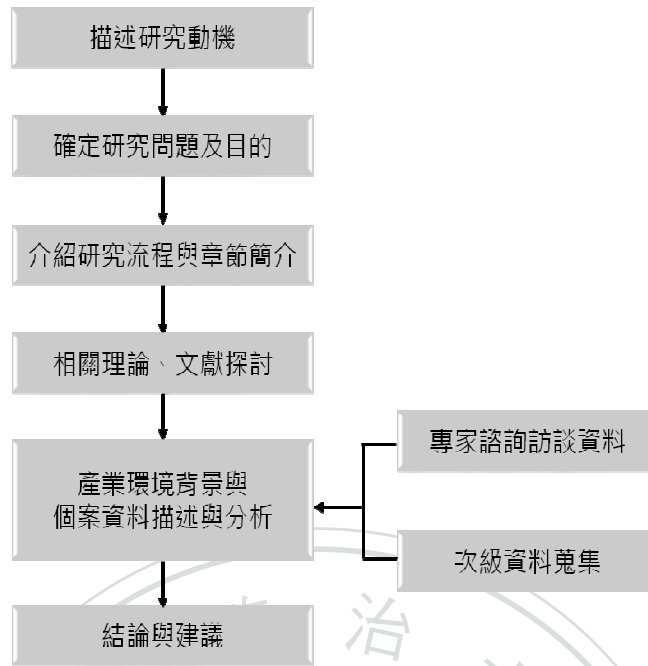 描述研究動機
確定研究問題及目的
介紹研究流程與章節簡介
相關理論、文獻探討
專家諮詢訪談資料
產業環境背景與
個案資料描述與分析
次級資料蒐集
結論與建議
治